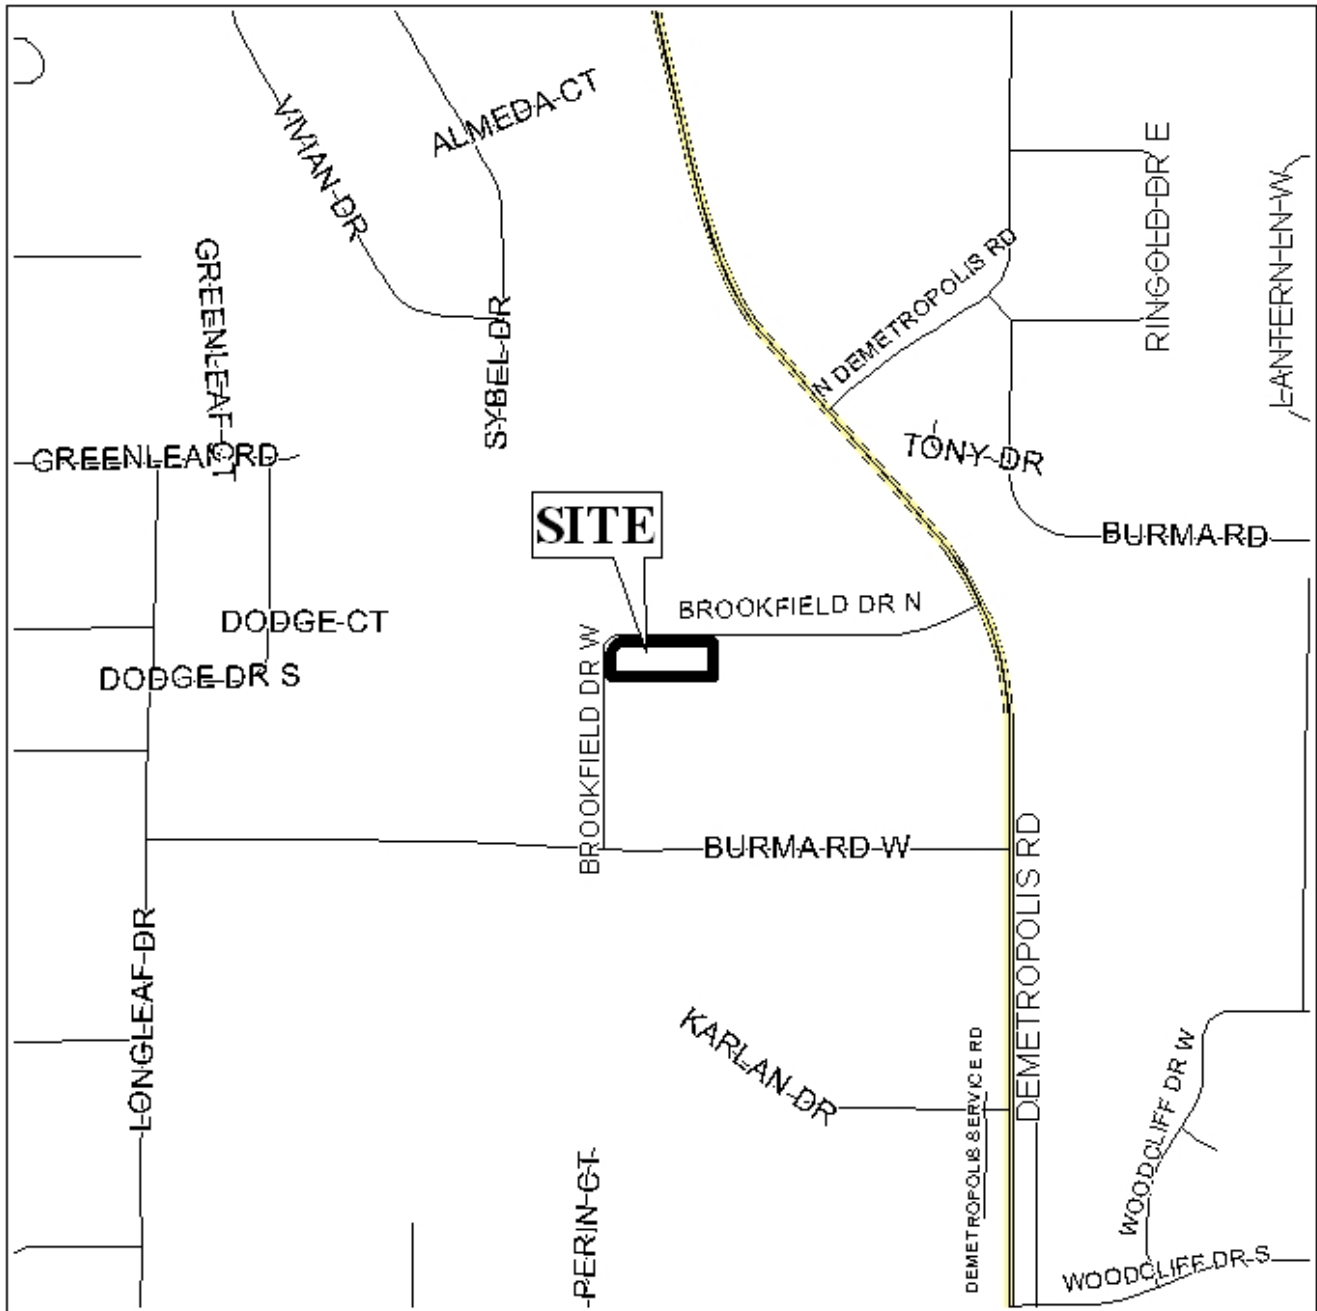 VIVIAN DR
ALMEDA CT
RINGOLD DR E
LANTERN LN W
GREENLEAF CT
N DEMETROPOLIS RD
SYBEL DR
GREENLEAF RD
TONY DR
SITE
BURMA RD
BROOKFIELD DR N
DODGE CT
DODGE DR S
BROOKFIELD DR W
BURMA RD W
DEMETROPOLIS RD
LONGLEAF DR
KARLAN DR
DEMETROPOLIS SERVICE RD
WOODCLIFF DR W
PERIN CT
WOODCLIFF DR S